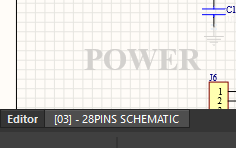 C1
POWER
J6
1
2
Editor [03] - 28PINS SCHEMATIC